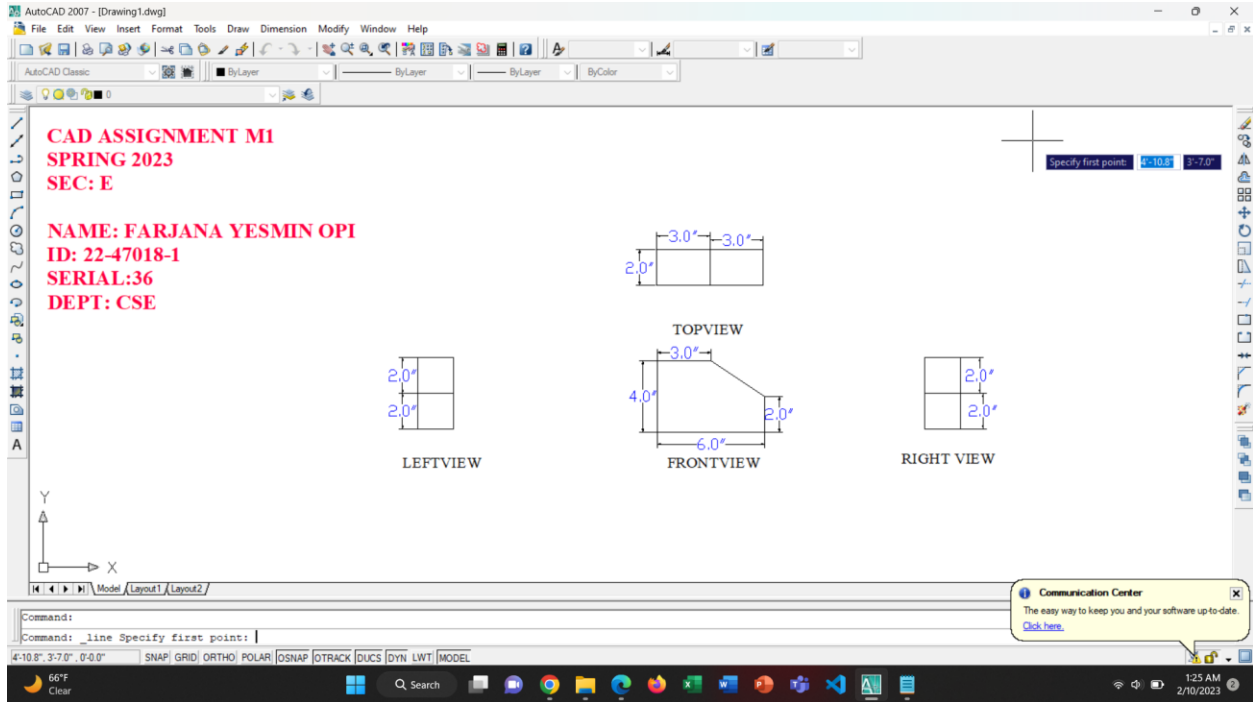 AutoCAD 2007 - [Drawing1.dwg]
File Edit View Insert Format Tools Draw Dimension Modify Window Help
AutoCAD Classic ByLayer ByLayer ByLayer ByColor
0
CAD ASSIGNMENT M1
SPRING 2023
SEC: E
NAME: FARJANA YESMIN OPI
ID: 22-47018-1
SERIAL:36
DEPT: CSE
Specify first point: 4'-10.8" 3'-7.0"
3.0" 3.0"
2.0"
TOPVIEW
3.0"
4.0"
2.0"
6.0"
FRONTVIEW
2.0"
2.0"
LEFTVIEW
2.0"
2.0"
RIGHT VIEW
Y
X
A
Model Layout1 Layout2
Command:
Command: _line Specify first point:
Communication Center
The easy way to keep you and your software up-to-date.
Click here.
4'-10.8", 3'-7.0" , 0'-0.0" SNAP GRID ORTHO POLAR OSNAP OTRACK DUCS DYN LWT MODEL
66°F
Clear
Search
1:25 AM
2/10/2023
2